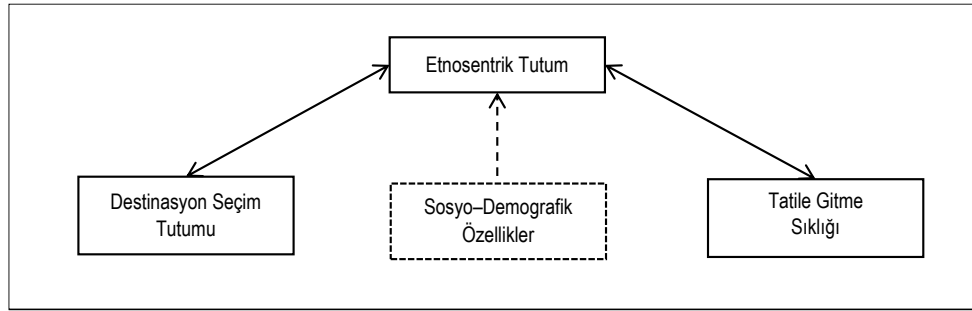 Etnosentrik Tutum
Destinasyon Seçim
Tutumu
Sosyo–Demografik
Özellikler
Tatile Gitme
Sıklığı